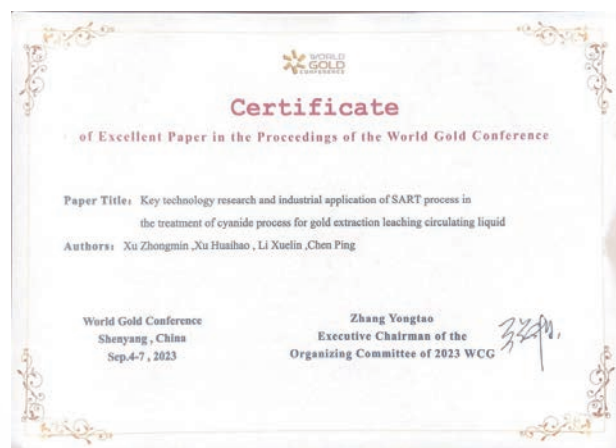 WORLD
GOLD
CONFERENCE
Certificate
of Excellent Paper in the Proceedings of the World Gold Conference
Paper Title: Key technology research and industrial application of SART process in
the treatment of cyanide process for gold extraction leaching circulating liquid
Authors: Xu Zhongmin ,Xu Huaihao , Li Xuelin ,Chen Ping
World Gold Conference
Shenyang , China
Sep.4-7 , 2023
Zhang Yongtao
Executive Chairman of the
Organizing Committee of 2023 WCG